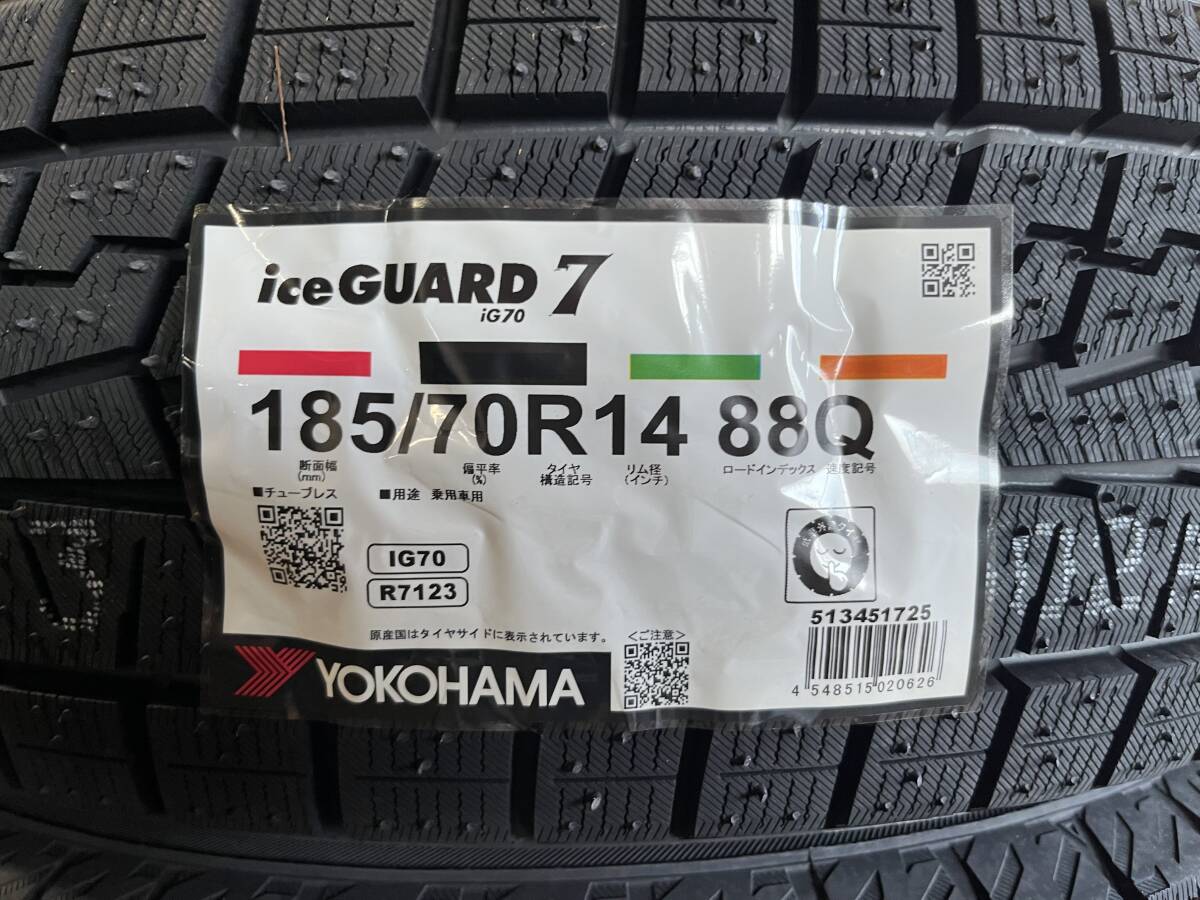 iceGUARD 7
iG70
185/70R14 88Q
断面幅 偏平率 タイヤ リム径 ロードインデックス 速度記号
(mm) (%) 構造記号 (インチ)
■チューブレス ■用途 乗用車用
IG70
R7123
513451725
原産国はタイヤサイドに表示されています。 <ご注意>
YOKOHAMA
4 548515 020626